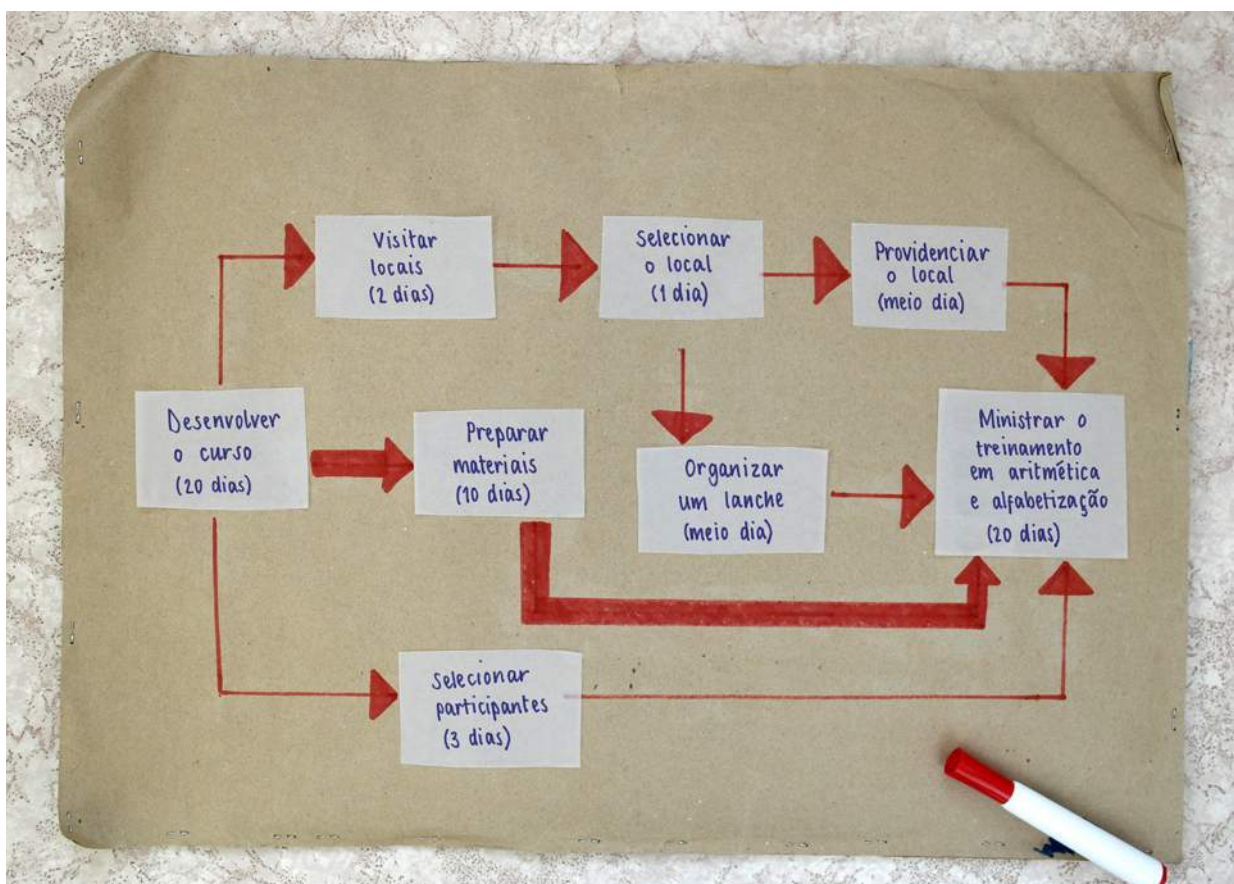 Visitar
locais
(2 dias)
Selecionar
o local
(1 dia)
Providenciar
o local
(meio dia)
Desenvolver
o curso
(20 dias)
Preparar
materiais
(10 dias)
Organizar
um lanche
(meio dia)
Ministrar o
treinamento
em aritmética
e alfabetização
(20 dias)
Selecionar
participantes
(3 dias)